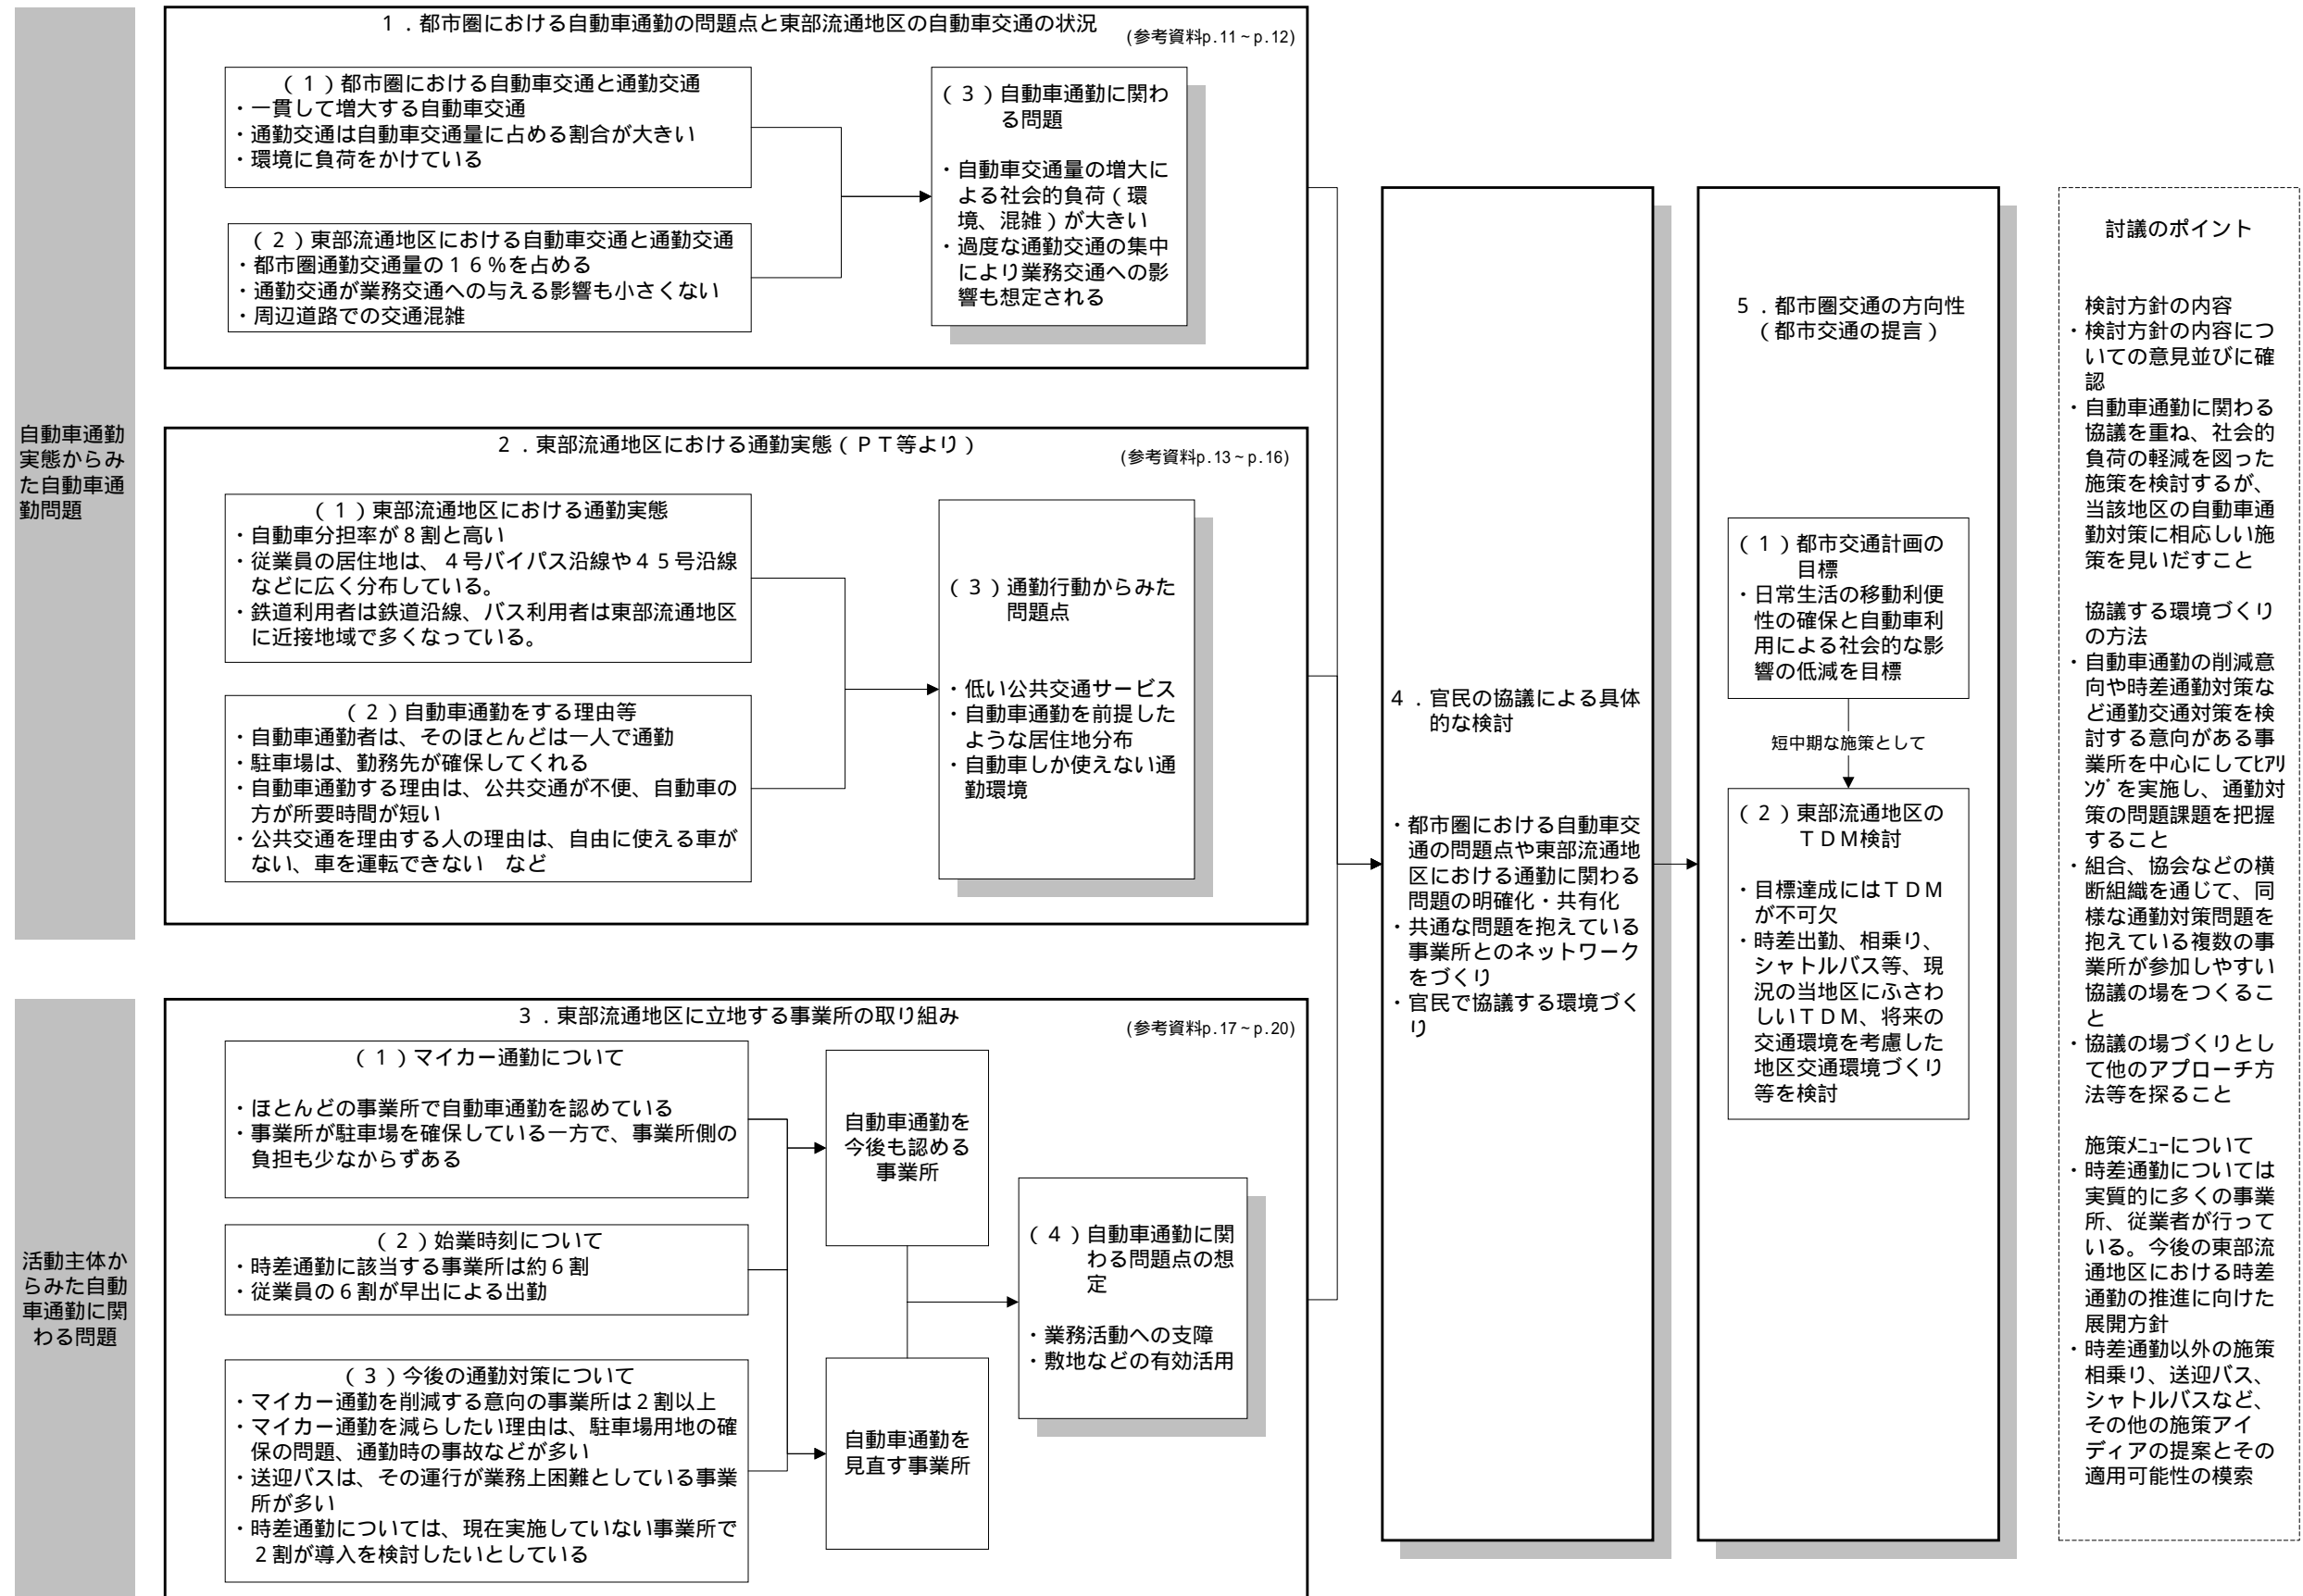 自動車通勤
実態からみ
た自動車通
勤問題
１．都市圏における自動車通勤の問題点と東部流通地区の自動車交通の状況
(参考資料p.11~p.12)
（１）都市圏における自動車交通と通勤交通
・一貫して増大する自動車交通
・通勤交通は自動車交通量に占める割合が大きい
・環境に負荷をかけている
（２）東部流通地区における自動車交通と通勤交通
・都市圏通勤交通量の１６％を占める
・通勤交通が業務交通への与える影響も小さくない
・周辺道路での交通混雑
（３）自動車通勤に関わ
る問題
・自動車交通量の増大に
よる社会的負荷（環
境、混雑）が大きい
・過度な通勤交通の集中
により業務交通への影
響も想定される
２．東部流通地区における通勤実態（ＰＴ等より）
(参考資料p.13~p.16)
（１）東部流通地区における通勤実態
・自動車分担率が８割と高い
・従業員の居住地は、４号バイパス沿線や４５号沿線
などに広く分布している。
・鉄道利用者は鉄道沿線、バス利用者は東部流通地区
に近接地域で多くなっている。
（２）自動車通勤をする理由等
・自動車通勤者は、そのほとんどは一人で通勤
・駐車場は、勤務先が確保してくれる
・自動車通勤する理由は、公共交通が不便、自動車の
方が所要時間が短い
・公共交通を理由する人の理由は、自由に使える車が
ない、車を運転できない　など
（３）通勤行動からみた
問題点
・低い公共交通サービス
・自動車通勤を前提した
ような居住地分布
・自動車しか使えない通
勤環境
活動主体か
らみた自動
車通勤に関
わる問題
３．東部流通地区に立地する事業所の取り組み
(参考資料p.17~p.20)
（１）マイカー通勤について
・ほとんどの事業所で自動車通勤を認めている
・事業所が駐車場を確保している一方で、事業所側の
負担も少なからずある
（２）始業時刻について
・時差通勤に該当する事業所は約６割
・従業員の６割が早出による出勤
（３）今後の通勤対策について
・マイカー通勤を削減する意向の事業所は２割以上
・マイカー通勤を減らしたい理由は、駐車場用地の確
保の問題、通勤時の事故などが多い
・送迎バスは、その運行が業務上困難としている事業
所が多い
・時差通勤については、現在実施していない事業所で
２割が導入を検討したいとしている
自動車通勤を
今後も認める
事業所
自動車通勤を
見直す事業所
（４）自動車通勤に関
わる問題点の想
定
・業務活動への支障
・敷地などの有効活用
４．官民の協議による具体
的な検討
・都市圏における自動車交
通の問題点や東部流通地
区における通勤に関わる
問題の明確化・共有化
・共通な問題を抱えている
事業所とのネットワーク
をづくり
・官民で協議する環境づく
り
５．都市圏交通の方向性
（都市交通の提言）
（１）都市交通計画の
目標
・日常生活の移動利便
性の確保と自動車利
用による社会的な影
響の低減を目標
短中期な施策として
（２）東部流通地区の
ＴＤＭ検討
・目標達成にはＴＤＭ
が不可欠
・時差出勤、相乗り、
シャトルバス等、現
況の当地区にふさわ
しいＴＤＭ、将来の
交通環境を考慮した
地区交通環境づくり
等を検討
討議のポイント
検討方針の内容
・検討方針の内容につ
いての意見並びに確
認
・自動車通勤に関わる
協議を重ね、社会的
負荷の軽減を図った
施策を検討するが、
当該地区の自動車通
勤対策に相応しい施
策を見いだすこと
協議する環境づくり
の方法
・自動車通勤の削減意
向や時差通勤対策な
ど通勤交通対策を検
討する意向がある事
業所を中心にしてﾋｱﾘ
ﾝｸﾞを実施し、通勤対
策の問題課題を把握
すること
・組合、協会などの横
断組織を通じて、同
様な通勤対策問題を
抱えている複数の事
業所が参加しやすい
協議の場をつくるこ
と
・協議の場づくりとし
て他のアプローチ方
法等を探ること
施策ﾒﾆｭｰについて
・時差通勤については
実質的に多くの事業
所、従業者が行って
いる。今後の東部流
通地区における時差
通勤の推進に向けた
展開方針
・時差通勤以外の施策
相乗り、送迎バス、
シャトルバスなど、
その他の施策アイ
ディアの提案とその
適用可能性の模索